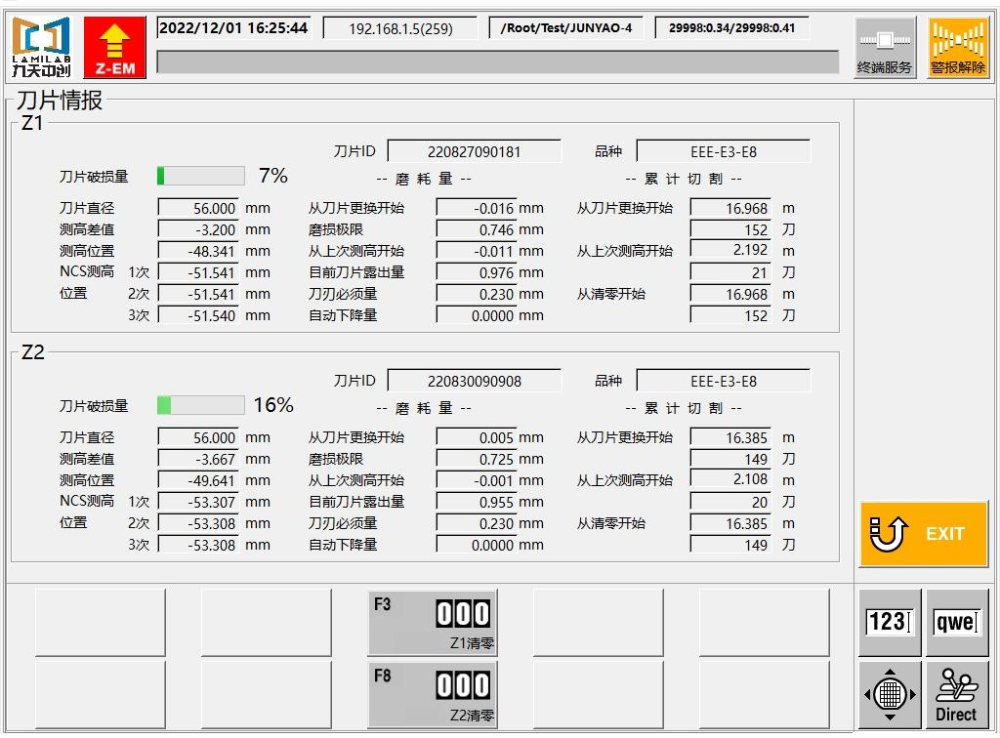 2022/12/01 16:25:44 192.168.1.5(259) /Root/Test/JUNYAO-4 29998:0.34/29998:0.41
LAMILAB
九天中创
Z-EM
终端服务
警报解除
刀片情报
Z1
刀片ID 220827090181 品种 EEE-E3-E8
刀片破损量 7% -- 磨 耗 量 -- -- 累 计 切 割 --
刀片直径 56.000 mm 从刀片更换开始 -0.016 mm 从刀片更换开始 16.968 m
测高差值 -3.200 mm 磨损极限 0.746 mm 152 刀
测高位置 -48.341 mm 从上次测高开始 -0.011 mm 从上次测高开始 2.192 m
NCS测高 1次 -51.541 mm 目前刀片露出量 0.976 mm 21 刀
位置 2次 -51.541 mm 刀刃必须量 0.230 mm 从清零开始 16.968 m
3次 -51.540 mm 自动下降量 0.0000 mm 152 刀
Z2
刀片ID 220830090908 品种 EEE-E3-E8
刀片破损量 16% -- 磨 耗 量 -- -- 累 计 切 割 --
刀片直径 56.000 mm 从刀片更换开始 0.005 mm 从刀片更换开始 16.385 m
测高差值 -3.667 mm 磨损极限 0.725 mm 149 刀
测高位置 -49.641 mm 从上次测高开始 -0.001 mm 从上次测高开始 2.108 m
NCS测高 1次 -53.307 mm 目前刀片露出量 0.955 mm 20 刀
位置 2次 -53.308 mm 刀刃必须量 0.230 mm 从清零开始 16.385 m
3次 -53.308 mm 自动下降量 0.0000 mm 149 刀
EXIT
F3 000
Z1清零
123 qwe
F8 000
Z2清零
Direct